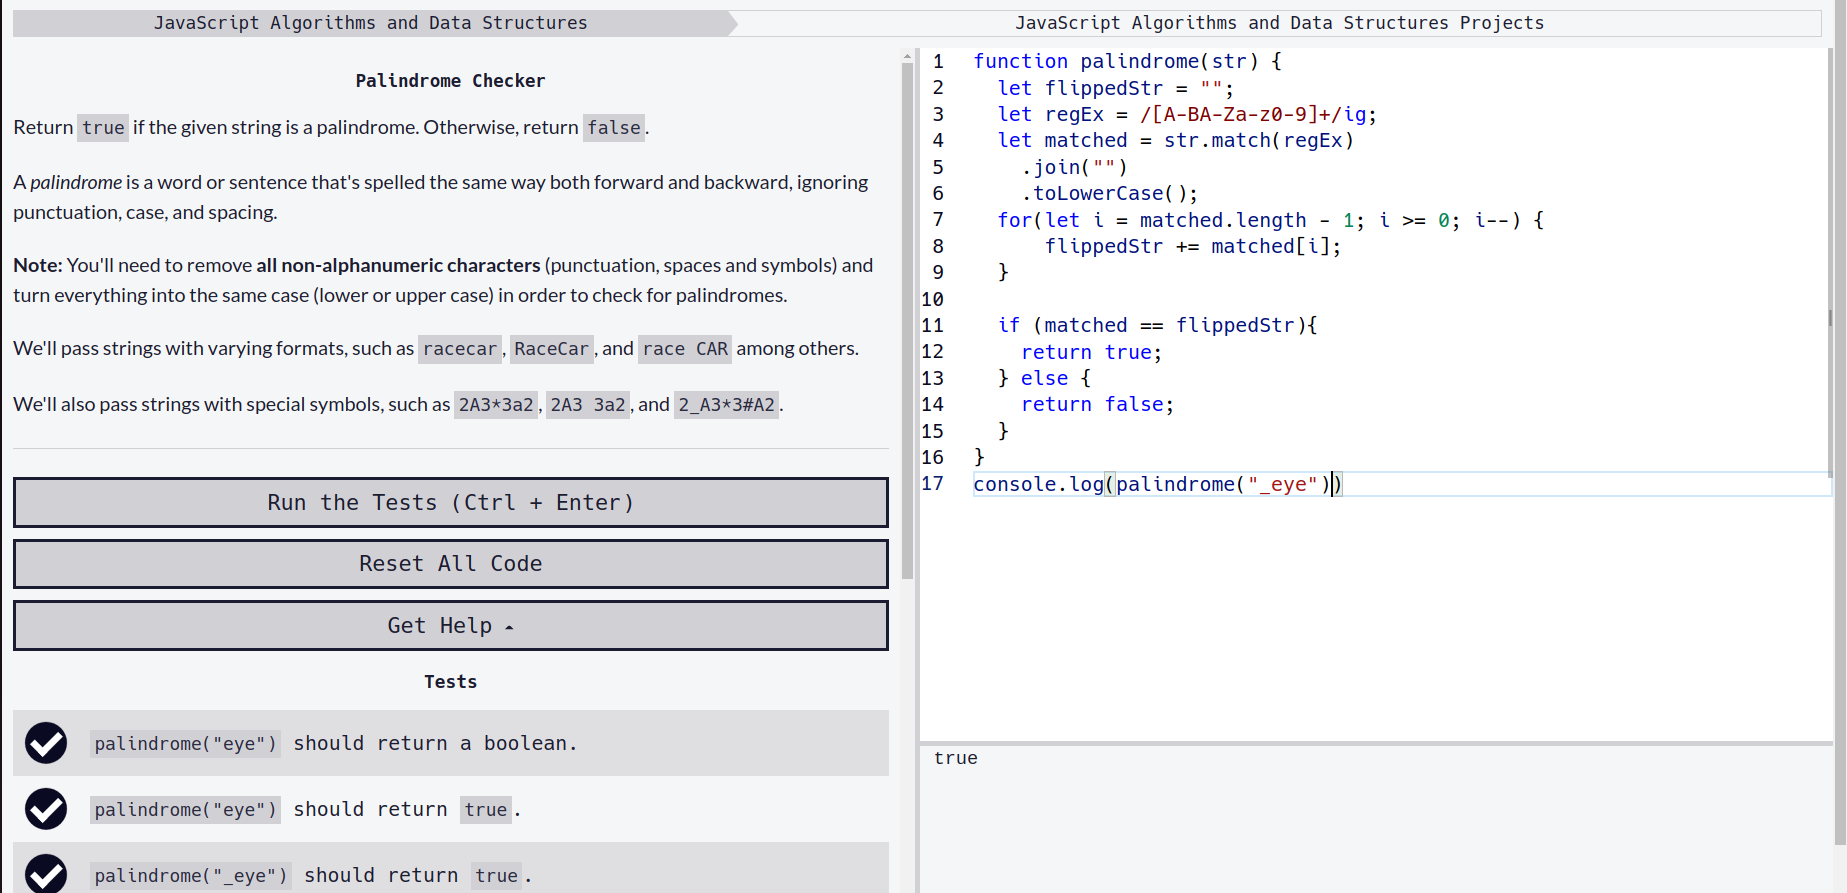 JavaScript Algorithms and Data Structures
JavaScript Algorithms and Data Structures Projects
Palindrome Checker
Return true if the given string is a palindrome. Otherwise, return false.
A palindrome is a word or sentence that's spelled the same way both forward and backward, ignoring
punctuation, case, and spacing.
Note: You'll need to remove all non-alphanumeric characters (punctuation, spaces and symbols) and
turn everything into the same case (lower or upper case) in order to check for palindromes.
We'll pass strings with varying formats, such as racecar, RaceCar, and race CAR among others.
We'll also pass strings with special symbols, such as 2A3*3a2, 2A3 3a2, and 2_A3*3#A2.
Run the Tests (Ctrl + Enter)
Reset All Code
Get Help
Tests
palindrome("eye") should return a boolean.
palindrome("eye") should return true.
palindrome("_eye") should return true.
1 function palindrome(str) {
2 let flippedStr = "";
3 let regEx = /[A-BA-Za-z0-9]+/ig;
4 let matched = str.match(regEx)
5 .join("")
6 .toLowerCase();
7 for(let i = matched.length - 1; i >= 0; i--) {
8 flippedStr += matched[i];
9 }
10
11 if (matched == flippedStr){
12 return true;
13 } else {
14 return false;
15 }
16 }
17 console.log(palindrome("_eye"))
true